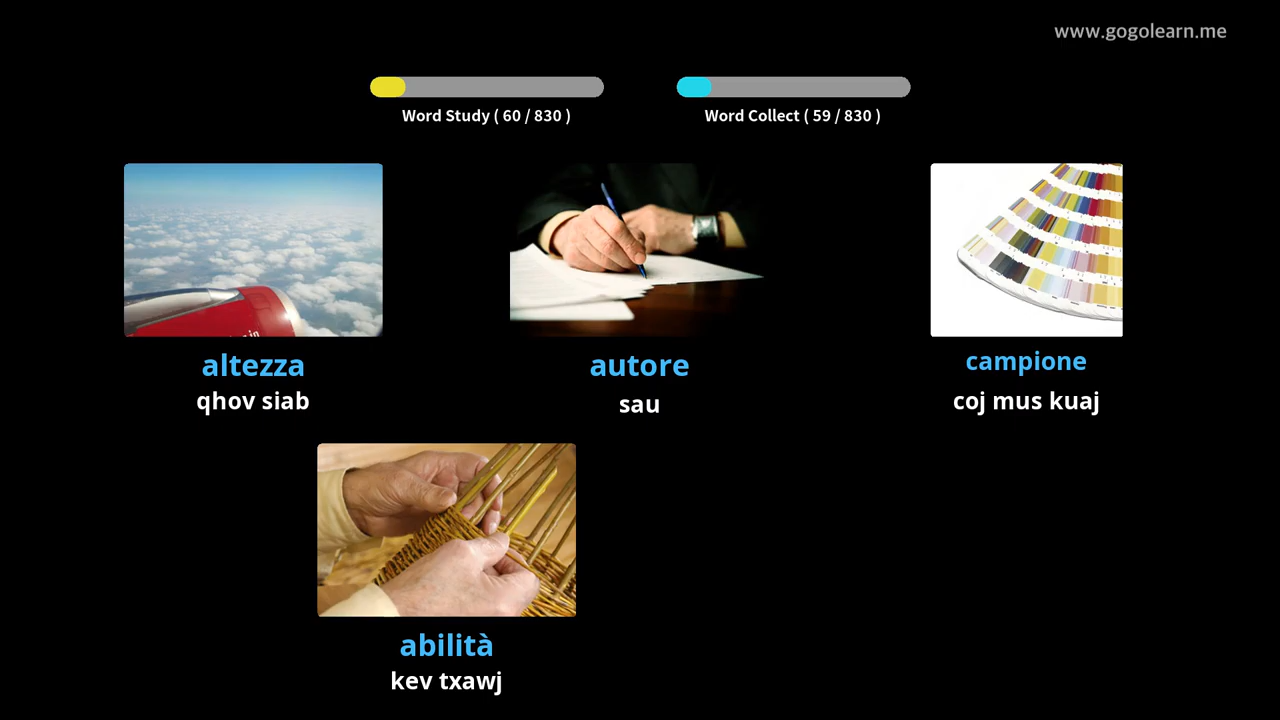 www.gogolearn.me
Word Study ( 60 / 830 )
Word Collect ( 59 / 830 )
altezza
qhov siab
autore
sau
campione
coj mus kuaj
abilità
kev txawj